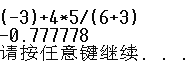 (-3)+4*5/(6+3)
-0.777778
请按任意键继续. . .